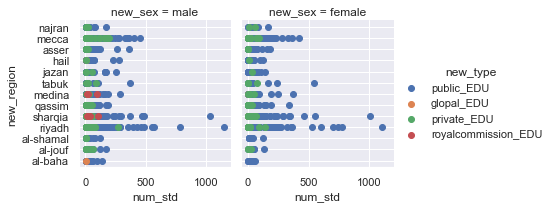 new_sex = male
new_sex = female
new_region
najran
mecca
asser
hail
jazan
tabuk
medina
qassim
sharqia
riyadh
al-shamal
al-jouf
al-baha
0 500 1000
num_std
0 500 1000
num_std
new_type
public_EDU
glopal_EDU
private_EDU
royalcommission_EDU